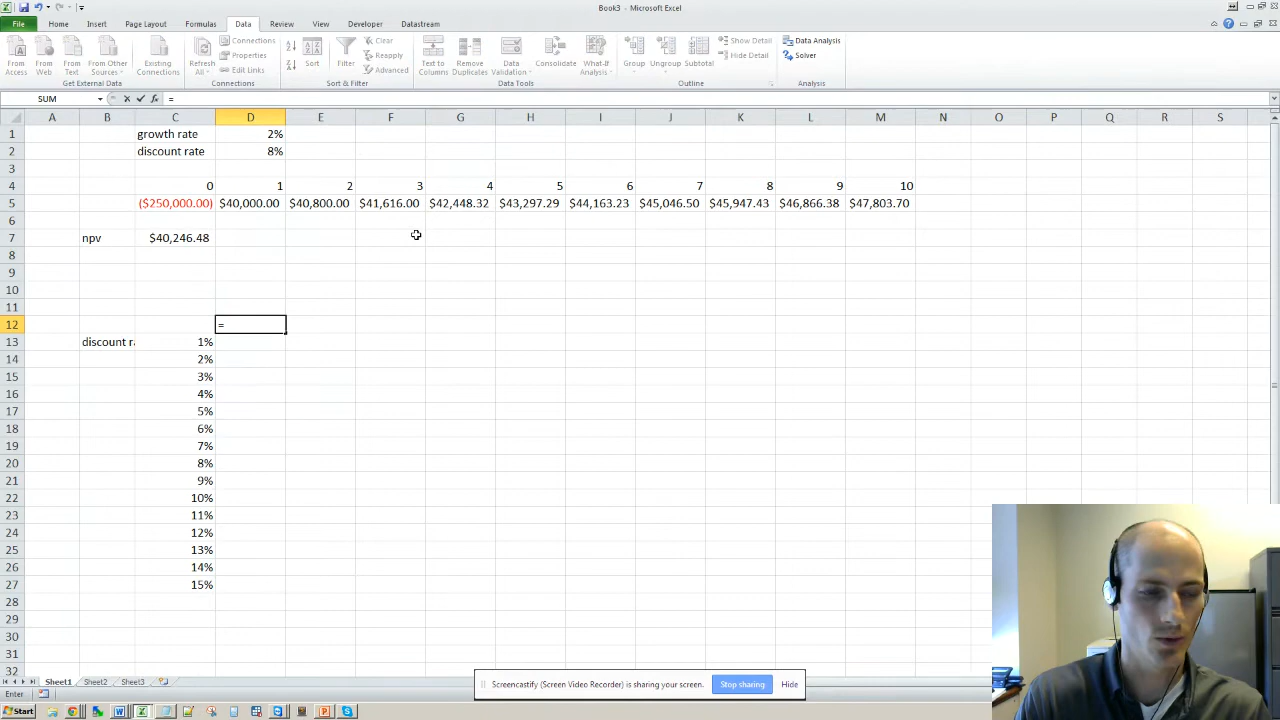 Book3 - Microsoft Excel
File Home Insert Page Layout Formulas Data Review View Developer Datastream
From Access
From Web
From Text
From Other Sources
Existing Connections
Get External Data
Refresh All
Connections
Properties
Edit Links
Connections
Sort
Filter
Clear
Reapply
Advanced
Sort & Filter
Text to Columns
Remove Duplicates
Data Validation
Consolidate
What-If Analysis
Data Tools
Group
Ungroup
Subtotal
Show Detail
Hide Detail
Outline
Data Analysis
Solver
Analysis
SUM =
A B C D E F G H I J K L M N O P Q R S
1 growth rate 2%
2 discount rate 8%
3
4 0 1 2 3 4 5 6 7 8 9 10
5 ($250,000.00) $40,000.00 $40,800.00 $41,616.00 $42,448.32 $43,297.29 $44,163.23 $45,046.50 $45,947.43 $46,866.38 $47,803.70
6
7 npv $40,246.48
8
9
10
11
12 =
13 discount ra 1%
14 2%
15 3%
16 4%
17 5%
18 6%
19 7%
20 8%
21 9%
22 10%
23 11%
24 12%
25 13%
26 14%
27 15%
28
29
30
31
32
Screencastify (Screen Video Recorder) is sharing your screen. Stop sharing Hide
Sheet1 Sheet2 Sheet3
Enter
Start